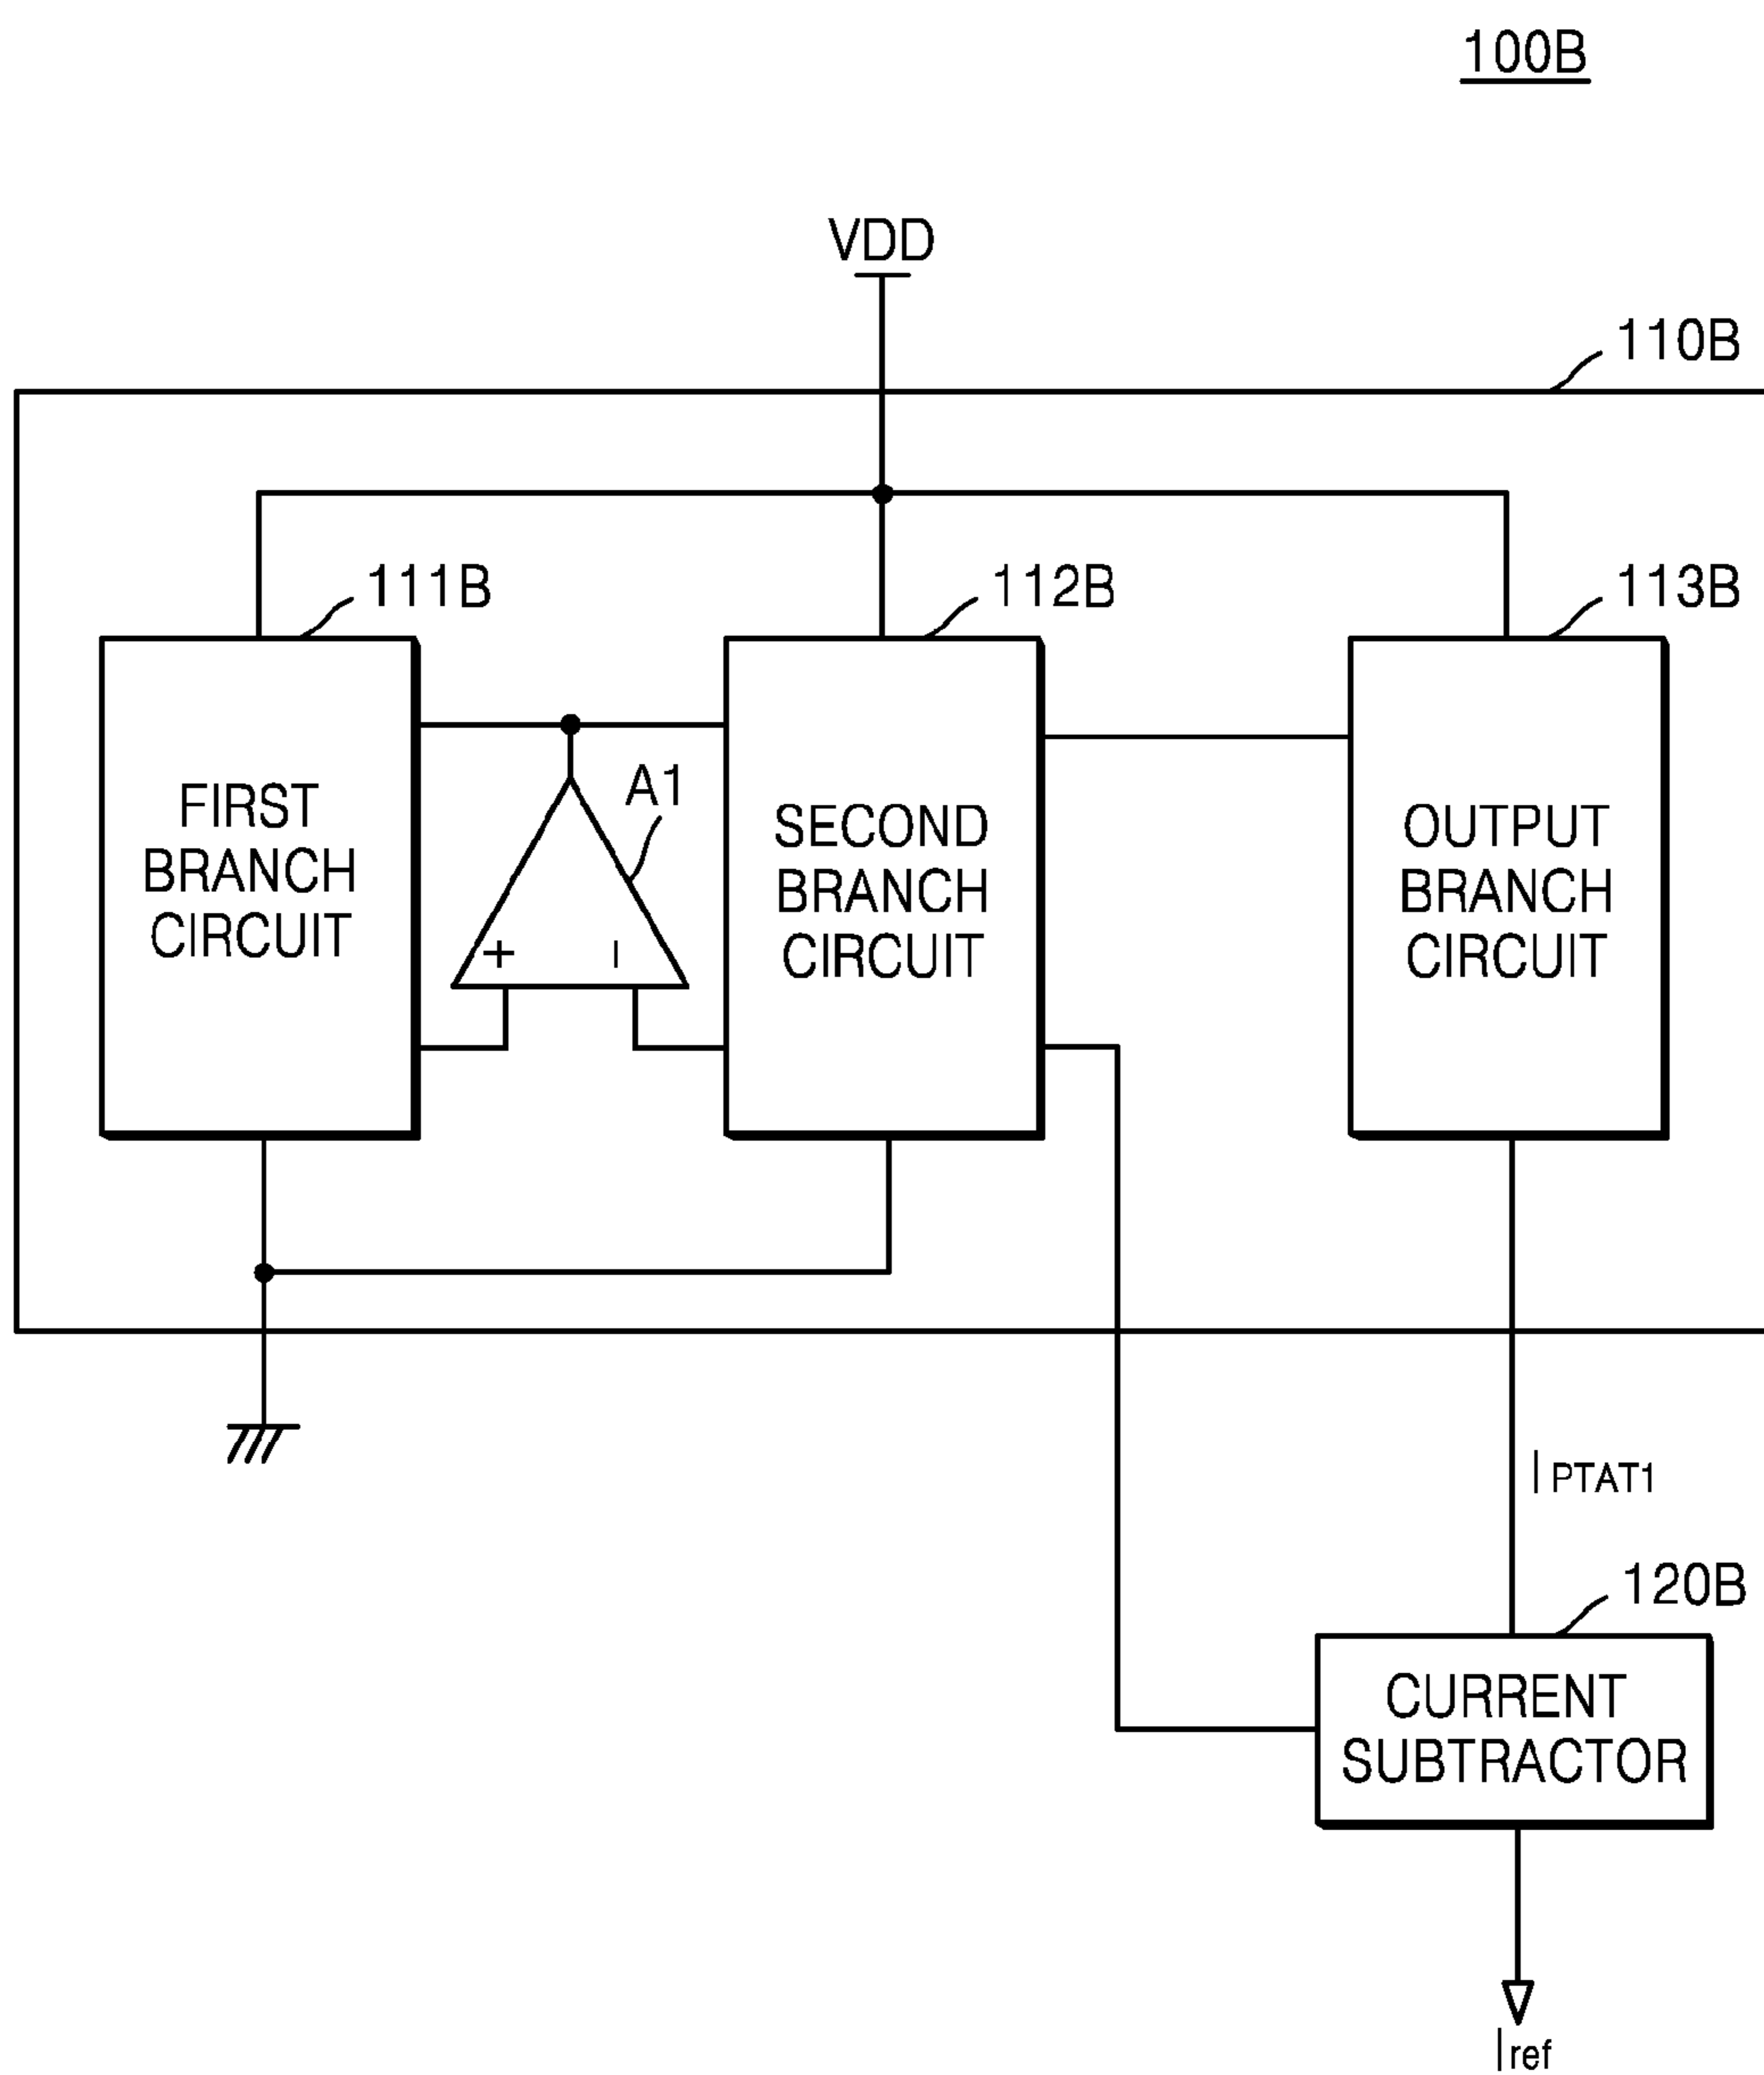 100B
VDD
110B
111B
112B
113B
FIRST
BRANCH
CIRCUIT
A1
+
−
SECOND
BRANCH
CIRCUIT
OUTPUT
BRANCH
CIRCUIT
IPTAT1
120B
CURRENT
SUBTRACTOR
Iref